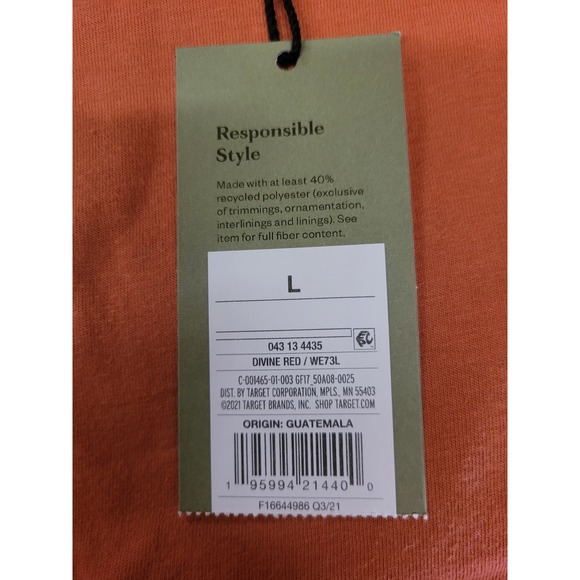 Responsible
Style
Made with at least 40%
recycled polyester (exclusive
of trimmings, ornamentation,
interlinings and linings). See
item for full fiber content.
L
043 13 4435
DIVINE RED / WE73L
C-001465-01-003 GF17_50A08-0025
DIST. BY TARGET CORPORATION, MPLS., MN 55403
©2021 TARGET BRANDS, INC. SHOP TARGET.COM
ORIGIN: GUATEMALA
1 95994 21440 0
F16644986 Q3/21